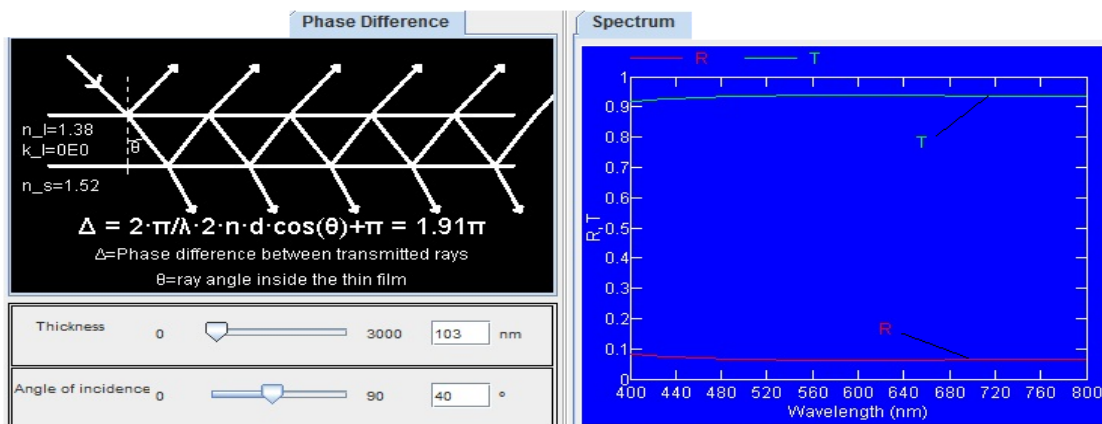 Phase Difference
n_l=1.38
k_l=0E0
θ
n_s=1.52
Δ = 2·π/λ·2·n·d·cos(θ)+π = 1.91π
Δ=Phase difference between transmitted rays
θ=ray angle inside the thin film
Thickness 0 3000 103 nm
Angle of incidence 0 90 40 °
Spectrum
R T
1
0.9
0.8
0.7
0.6
0.5
0.4
0.3
0.2
0.1
0
R,T
T
R
400 440 480 520 560 600 640 680 720 760 800
Wavelength (nm)